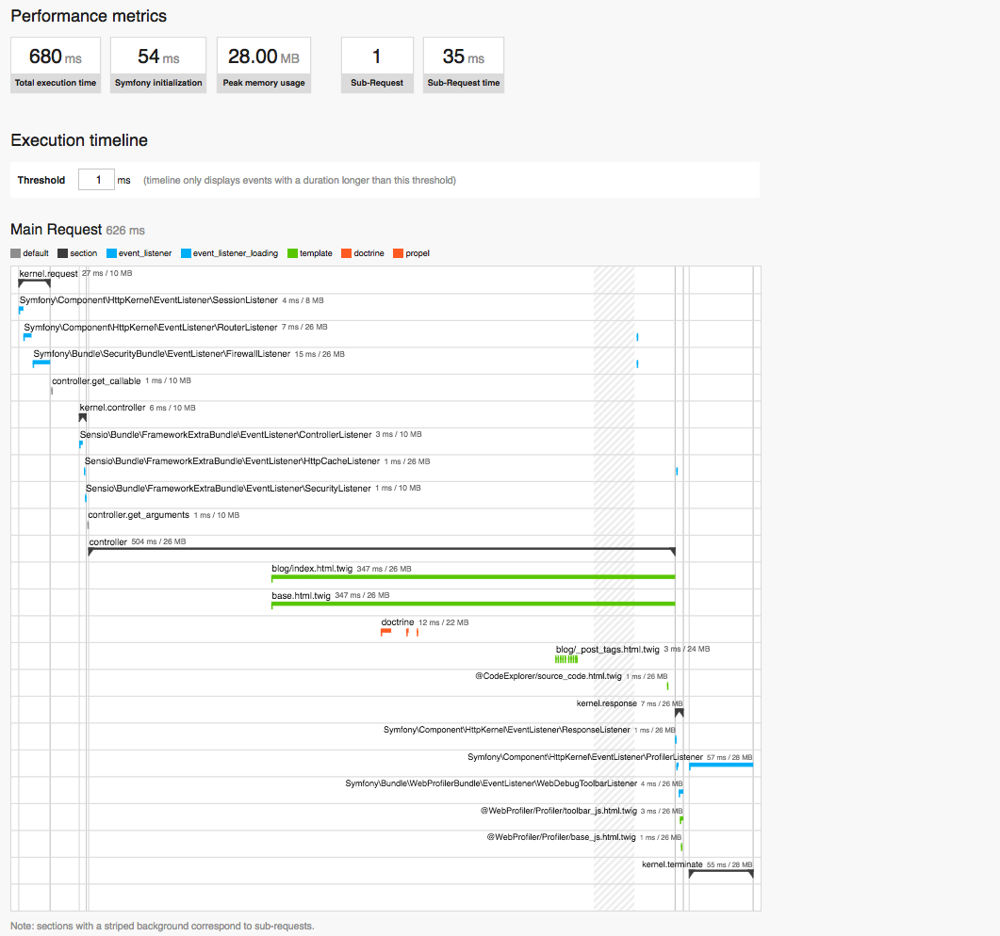 Performance metrics
680 ms 54 ms 28.00 MB 1 35 ms
Total execution time Symfony initialization Peak memory usage Sub-Request Sub-Request time
Execution timeline
Threshold 1 ms (timeline only displays events with a duration longer than this threshold)
Main Request 626 ms
default section event_listener event_listener_loading template doctrine propel
kernel.request 27 ms / 10 MB
Symfony\Component\HttpKernel\EventListener\SessionListener 4 ms / 8 MB
Symfony\Component\HttpKernel\EventListener\RouterListener 7 ms / 26 MB
Symfony\Bundle\SecurityBundle\EventListener\FirewallListener 15 ms / 26 MB
controller.get_callable 1 ms / 10 MB
kernel.controller 6 ms / 10 MB
Sensio\Bundle\FrameworkExtraBundle\EventListener\ControllerListener 3 ms / 10 MB
Sensio\Bundle\FrameworkExtraBundle\EventListener\HttpCacheListener 1 ms / 26 MB
Sensio\Bundle\FrameworkExtraBundle\EventListener\SecurityListener 1 ms / 10 MB
controller.get_arguments 1 ms / 10 MB
controller 504 ms / 26 MB
blog/index.html.twig 347 ms / 26 MB
base.html.twig 347 ms / 26 MB
doctrine 12 ms / 22 MB
blog/_post_tags.html.twig 3 ms / 24 MB
@CodeExplorer/source_code.html.twig 1 ms / 26 MB
kernel.response 7 ms / 26 MB
Symfony\Component\HttpKernel\EventListener\ResponseListener 1 ms / 26 MB
Symfony\Component\HttpKernel\EventListener\ProfilerListener 57 ms / 28 MB
Symfony\Bundle\WebProfilerBundle\EventListener\WebDebugToolbarListener 4 ms / 26 MB
@WebProfiler/Profiler/toolbar_js.html.twig 3 ms / 26 MB
@WebProfiler/Profiler/base_js.html.twig 1 ms / 26 MB
kernel.terminate 55 ms / 28 MB
Note: sections with a striped background correspond to sub-requests.